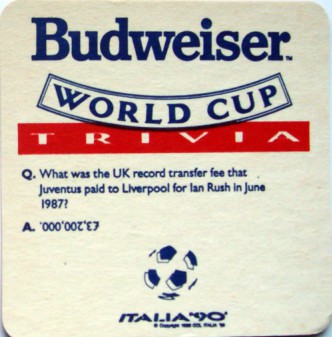 Budweiser™
WORLD CUP
TRIVIA
Q. What was the UK record transfer fee that
Juventus paid to Liverpool for Ian Rush in June
1987?
A. £3,200,000.
ITALIA '90